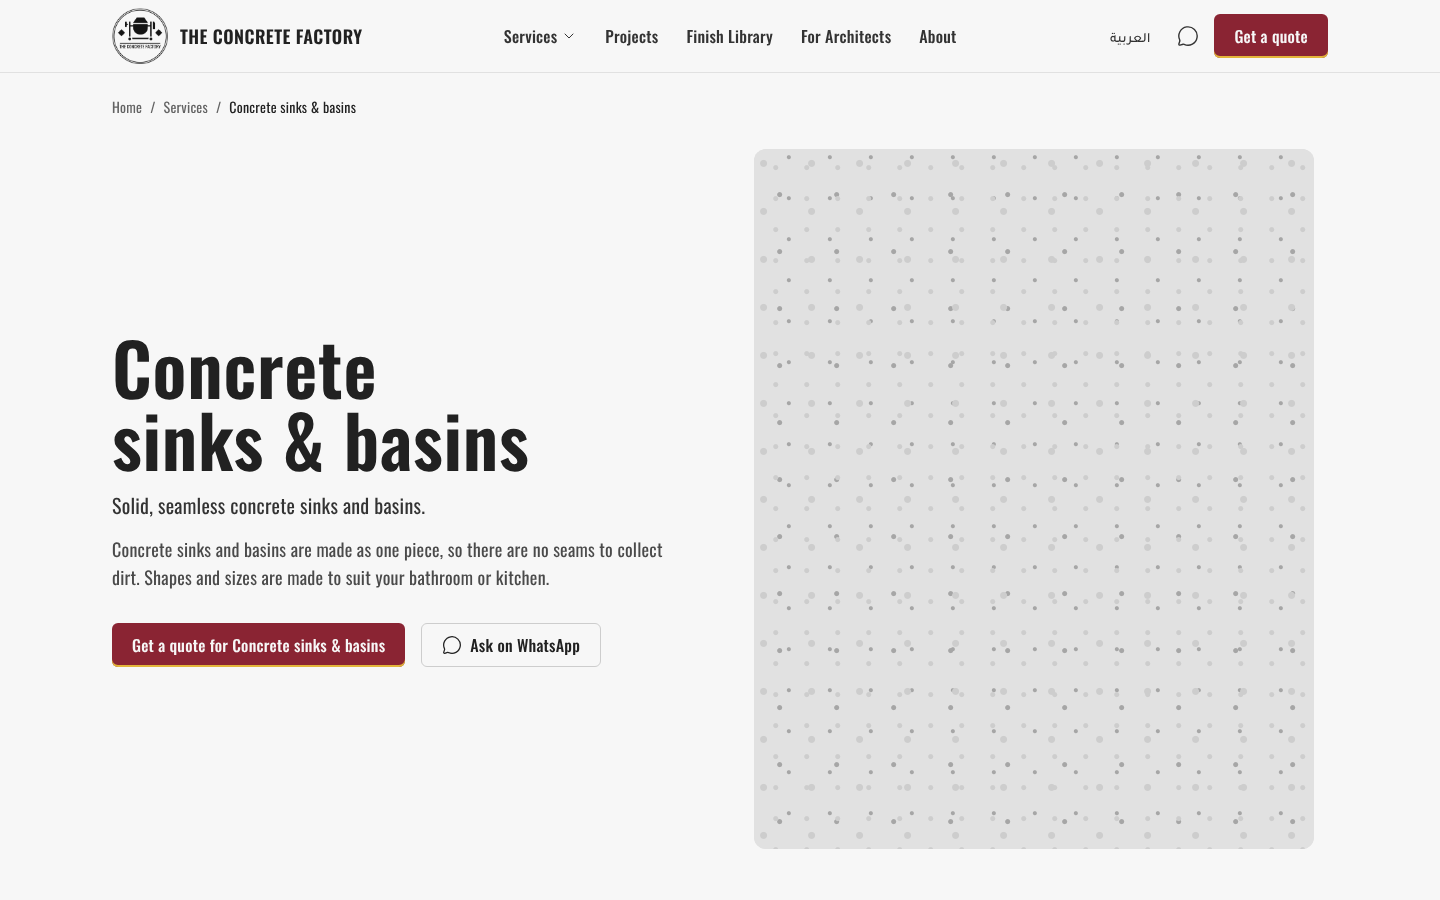 THE CONCRETE FACTORY
THE CONCRETE FACTORY
Services
Projects
Finish Library
For Architects
About
العربية
Get a quote
Home / Services / Concrete sinks & basins
Concrete
sinks & basins
Solid, seamless concrete sinks and basins.
Concrete sinks and basins are made as one piece, so there are no seams to collect
dirt. Shapes and sizes are made to suit your bathroom or kitchen.
Get a quote for Concrete sinks & basins
Ask on WhatsApp